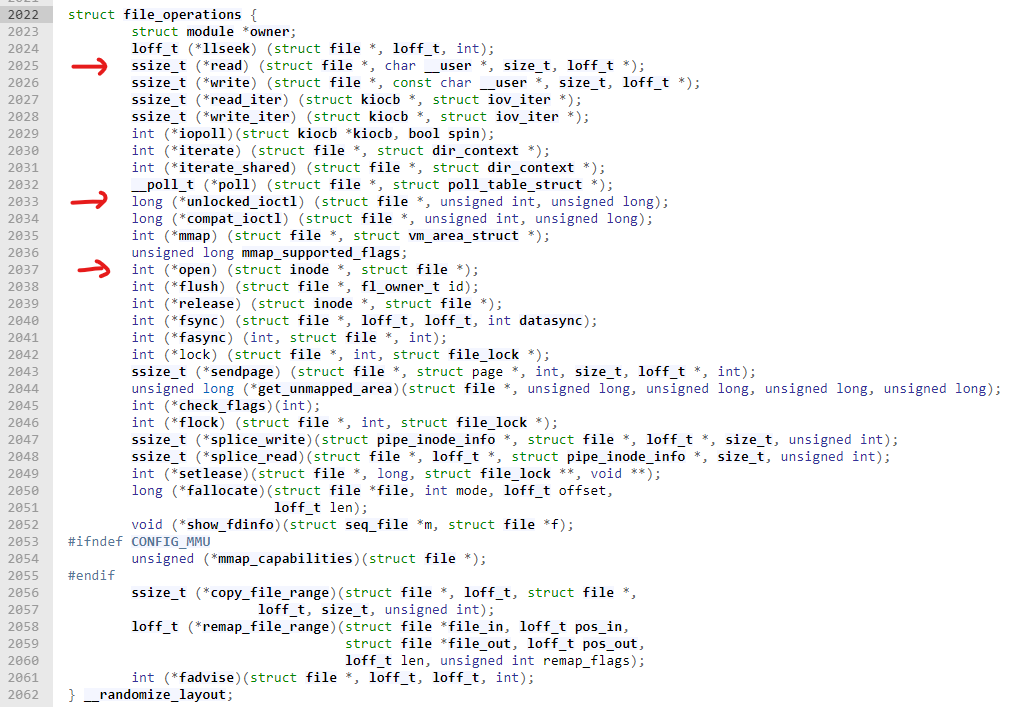 2022 struct file_operations {
2023 struct module *owner;
2024 loff_t (*llseek) (struct file *, loff_t, int);
2025 ssize_t (*read) (struct file *, char __user *, size_t, loff_t *);
2026 ssize_t (*write) (struct file *, const char __user *, size_t, loff_t *);
2027 ssize_t (*read_iter) (struct kiocb *, struct iov_iter *);
2028 ssize_t (*write_iter) (struct kiocb *, struct iov_iter *);
2029 int (*iopoll)(struct kiocb *kiocb, bool spin);
2030 int (*iterate) (struct file *, struct dir_context *);
2031 int (*iterate_shared) (struct file *, struct dir_context *);
2032 __poll_t (*poll) (struct file *, struct poll_table_struct *);
2033 long (*unlocked_ioctl) (struct file *, unsigned int, unsigned long);
2034 long (*compat_ioctl) (struct file *, unsigned int, unsigned long);
2035 int (*mmap) (struct file *, struct vm_area_struct *);
2036 unsigned long mmap_supported_flags;
2037 int (*open) (struct inode *, struct file *);
2038 int (*flush) (struct file *, fl_owner_t id);
2039 int (*release) (struct inode *, struct file *);
2040 int (*fsync) (struct file *, loff_t, loff_t, int datasync);
2041 int (*fasync) (int, struct file *, int);
2042 int (*lock) (struct file *, int, struct file_lock *);
2043 ssize_t (*sendpage) (struct file *, struct page *, int, size_t, loff_t *, int);
2044 unsigned long (*get_unmapped_area)(struct file *, unsigned long, unsigned long, unsigned long, unsigned long);
2045 int (*check_flags)(int);
2046 int (*flock) (struct file *, int, struct file_lock *);
2047 ssize_t (*splice_write)(struct pipe_inode_info *, struct file *, loff_t *, size_t, unsigned int);
2048 ssize_t (*splice_read)(struct file *, loff_t *, struct pipe_inode_info *, size_t, unsigned int);
2049 int (*setlease)(struct file *, long, struct file_lock **, void **);
2050 long (*fallocate)(struct file *file, int mode, loff_t offset,
2051 loff_t len);
2052 void (*show_fdinfo)(struct seq_file *m, struct file *f);
2053 #ifndef CONFIG_MMU
2054 unsigned (*mmap_capabilities)(struct file *);
2055 #endif
2056 ssize_t (*copy_file_range)(struct file *, loff_t, struct file *,
2057 loff_t, size_t, unsigned int);
2058 loff_t (*remap_file_range)(struct file *file_in, loff_t pos_in,
2059 struct file *file_out, loff_t pos_out,
2060 loff_t len, unsigned int remap_flags);
2061 int (*fadvise)(struct file *, loff_t, loff_t, int);
2062 } __randomize_layout;